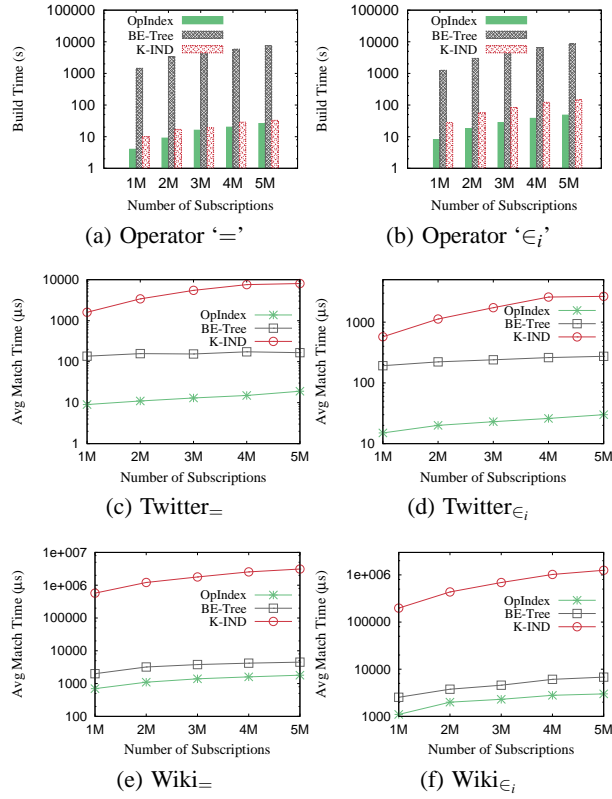 100000
10000
1000
100
10
1
Build Time (s)
OpIndex
BE-Tree
K-IND
1M 2M 3M 4M 5M
Number of Subscriptions
(a) Operator ‘=’
100000
10000
1000
100
10
1
Build Time (s)
OpIndex
BE-Tree
K-IND
1M 2M 3M 4M 5M
Number of Subscriptions
(b) Operator ‘∈i’
10000
1000
100
10
1
Avg Match Time (μs)
OpIndex
BE-Tree
K-IND
1M 2M 3M 4M 5M
Number of Subscriptions
(c) Twitter=
1000
100
10
Avg Match Time (μs)
OpIndex
BE-Tree
K-IND
1M 2M 3M 4M 5M
Number of Subscriptions
(d) Twitter∈i
1e+007
1e+006
100000
10000
1000
100
Avg Match Time (μs)
OpIndex
BE-Tree
K-IND
1M 2M 3M 4M 5M
Number of Subscriptions
(e) Wiki=
1e+006
100000
10000
1000
Avg Match Time (μs)
OpIndex
BE-Tree
K-IND
1M 2M 3M 4M 5M
Number of Subscriptions
(f) Wiki∈i